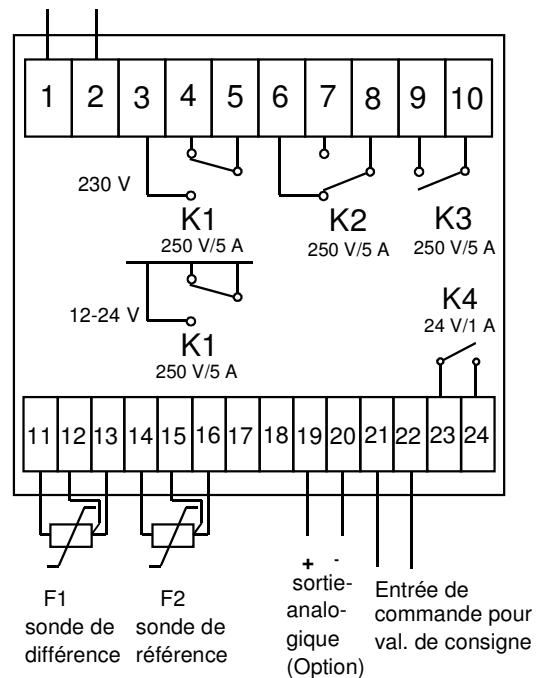 1 2 3 4 5 6 7 8 9 10
230 V
K1
250 V/5 A
K2
250 V/5 A
K3
250 V/5 A
12-24 V
K1
250 V/5 A
K4
24 V/1 A
11 12 13 14 15 16 17 18 19 20 21 22 23 24
F1
sonde de
différence
F2
sonde de
référence
+ -
sortie-
analo-
gique
(Option)
Entrée de
commande pour
val. de consigne